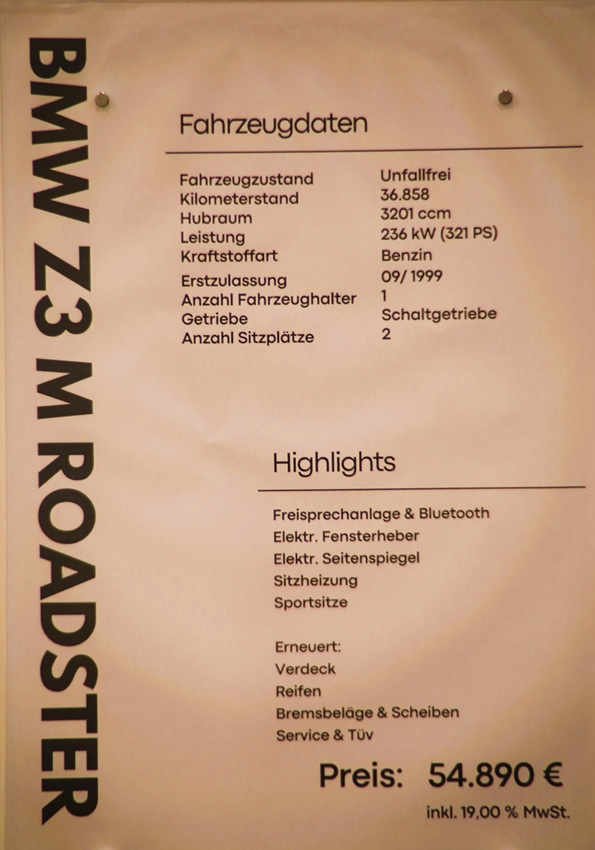 BMW Z3 M ROADSTER
Fahrzeugdaten
Fahrzeugzustand Unfallfrei
Kilometerstand 36.858
Hubraum 3201 ccm
Leistung 236 kW (321 PS)
Kraftstoffart Benzin
Erstzulassung 09/ 1999
Anzahl Fahrzeughalter 1
Getriebe Schaltgetriebe
Anzahl Sitzplätze 2
Highlights
Freisprechanlage & Bluetooth
Elektr. Fensterheber
Elektr. Seitenspiegel
Sitzheizung
Sportsitze
Erneuert:
Verdeck
Reifen
Bremsbeläge & Scheiben
Service & Tüv
Preis: 54.890 €
inkl. 19,00 % MwSt.